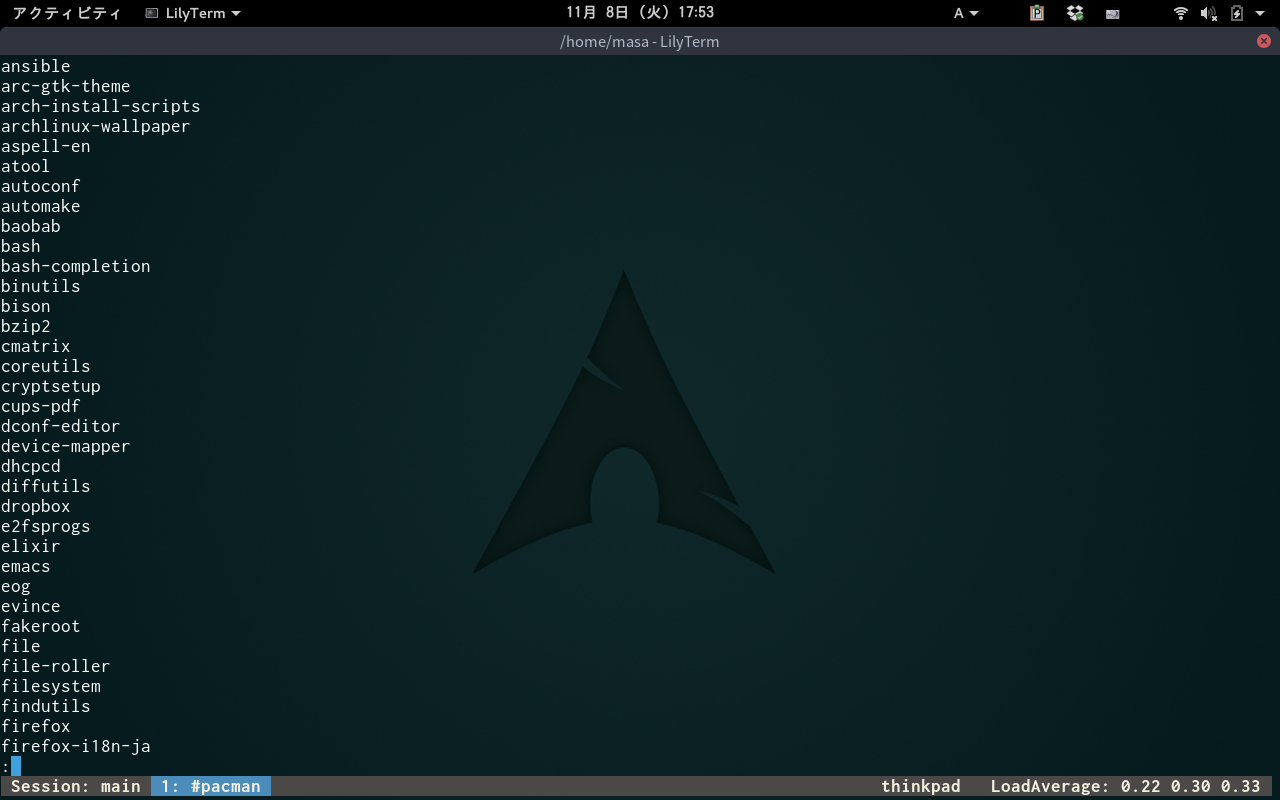 アクティビティ LilyTerm 11月 8日 (火) 17:53 A
/home/masa - LilyTerm
ansible
arc-gtk-theme
arch-install-scripts
archlinux-wallpaper
aspell-en
atool
autoconf
automake
baobab
bash
bash-completion
binutils
bison
bzip2
cmatrix
coreutils
cryptsetup
cups-pdf
dconf-editor
device-mapper
dhcpcd
diffutils
dropbox
e2fsprogs
elixir
emacs
eog
evince
fakeroot
file
file-roller
filesystem
findutils
firefox
firefox-i18n-ja
:
Session: main 1: #pacman thinkpad LoadAverage: 0.22 0.30 0.33